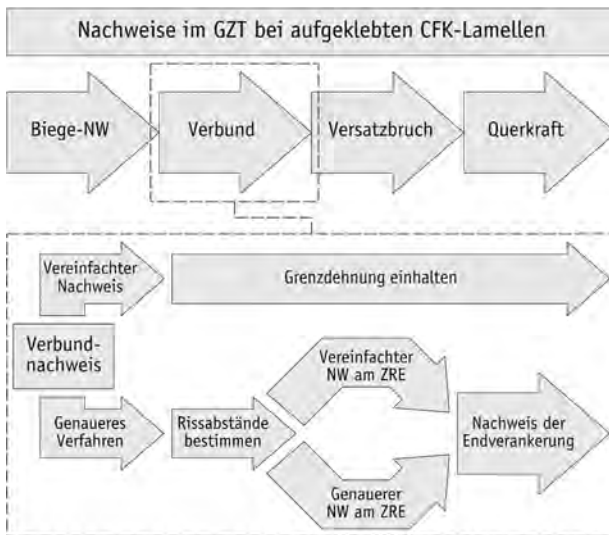 Nachweise im GZT bei aufgeklebten CFK-Lamellen
Biege-NW
Verbund
Versatzbruch
Querkraft
Vereinfachter
Nachweis
Grenzdehnung einhalten
Verbund-
nachweis
Vereinfachter
NW am ZRE
Genaueres
Verfahren
Rissabstände
bestimmen
Nachweis der
Endverankerung
Genauerer
NW am ZRE